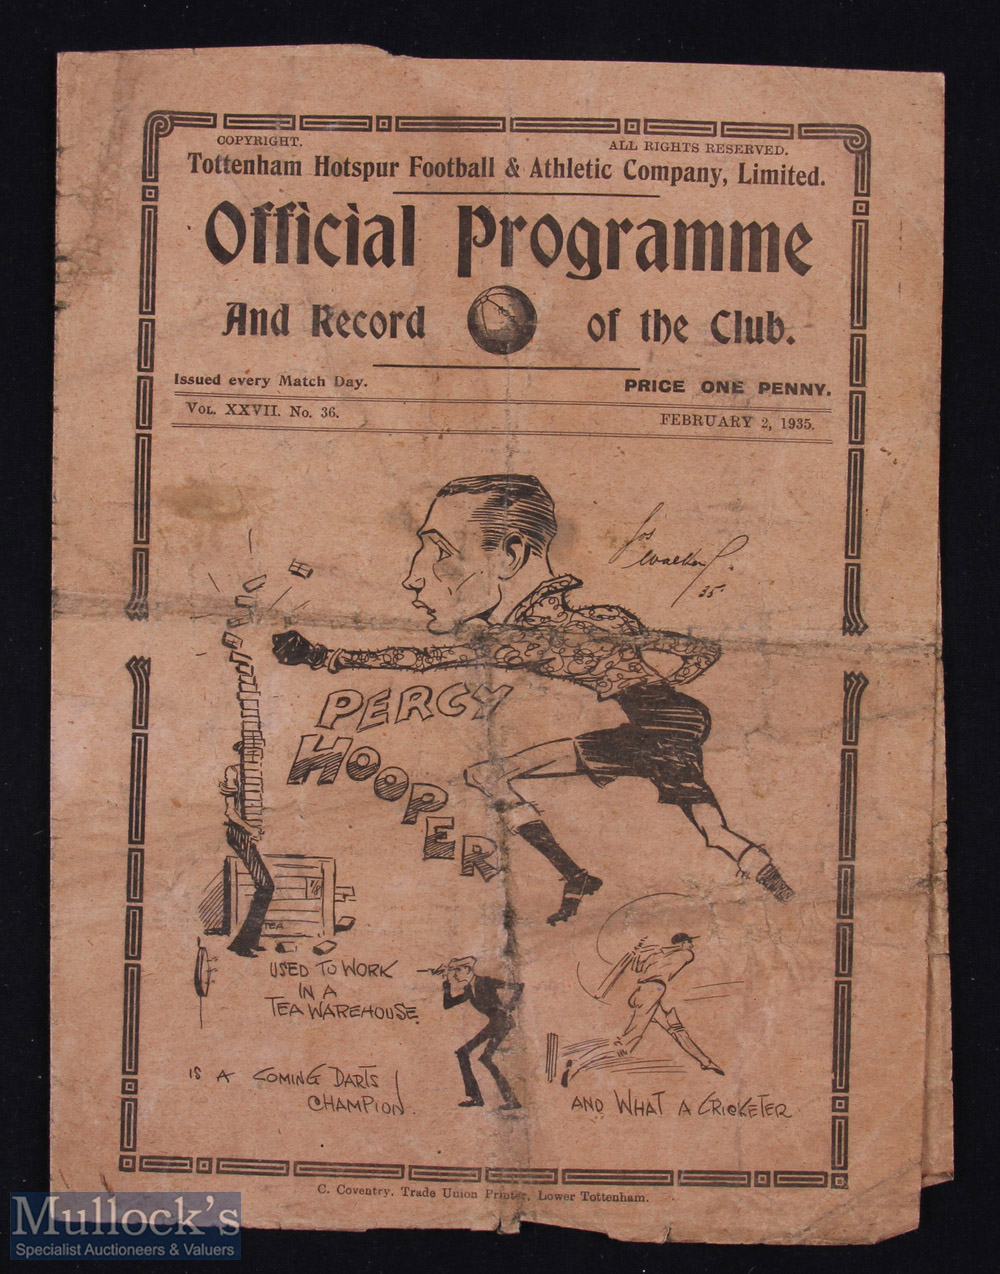 COPYRIGHT. ALL RIGHTS RESERVED.
Tottenham Hotspur Football & Athletic Company, Limited.
Official Programme
And Record of the Club.
Issued every Match Day. PRICE ONE PENNY.
VOL. XXVII. No. 36. FEBRUARY 2, 1935.
Jos
Walker
35
PERCY
HOOPER
TEA
USED TO WORK
IN A
TEA WAREHOUSE
IS A COMING DARTS
CHAMPION.
AND WHAT A CRICKETER
C. Coventry, Trade Union Printer, Lower Tottenham.
Mullock's
Specialist Auctioneers & Valuers